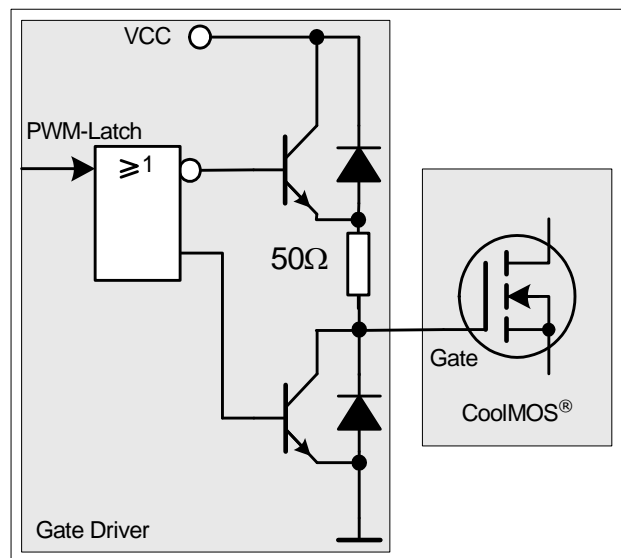 VCC
PWM-Latch
≥1
50Ω
Gate
CoolMOS®
Gate Driver